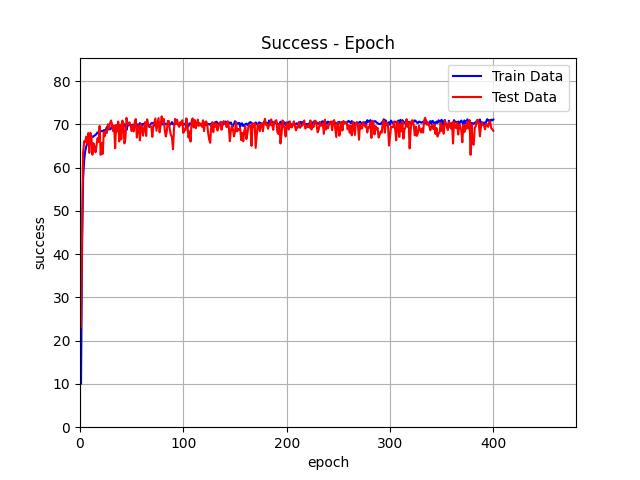 Success - Epoch
Train Data
Test Data
success
80
70
60
50
40
30
20
10
0
0 100 200 300 400
epoch